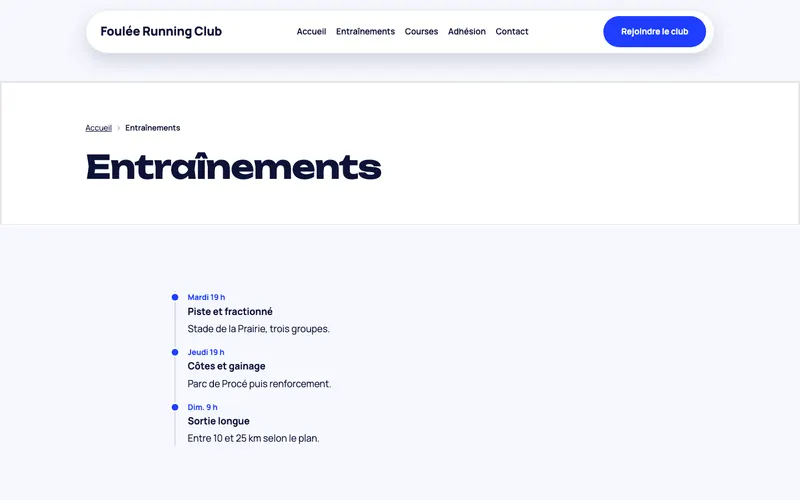 Foulée Running Club
Accueil Entraînements Courses Adhésion Contact
Rejoindre le club
Accueil › Entraînements
Entraînements
Mardi 19 h
Piste et fractionné
Stade de la Prairie, trois groupes.
Jeudi 19 h
Côtes et gainage
Parc de Procé puis renforcement.
Dim. 9 h
Sortie longue
Entre 10 et 25 km selon le plan.